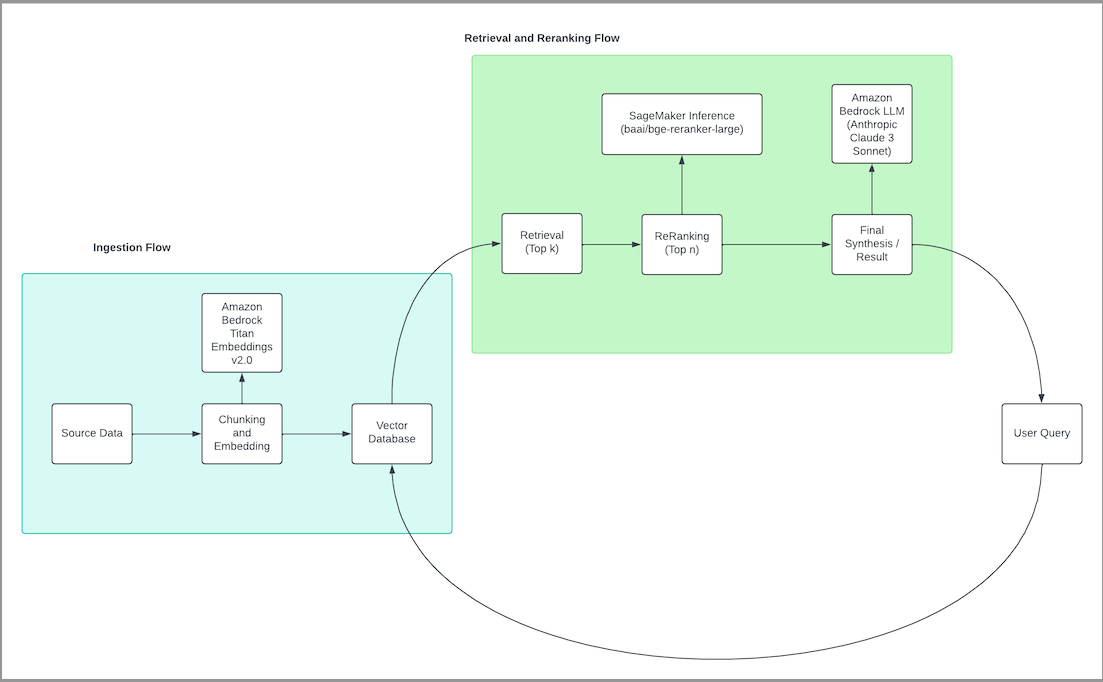 Retrieval and Reranking Flow
SageMaker Inference
(baai/bge-reranker-large)
Amazon
Bedrock LLM
(Anthropic
Claude 3
Sonnet)
Retrieval
(Top k)
ReRanking
(Top n)
Final
Synthesis /
Result
Ingestion Flow
Amazon
Bedrock
Titan
Embeddings
v2.0
Source Data
Chunking
and
Embedding
Vector
Database
User Query